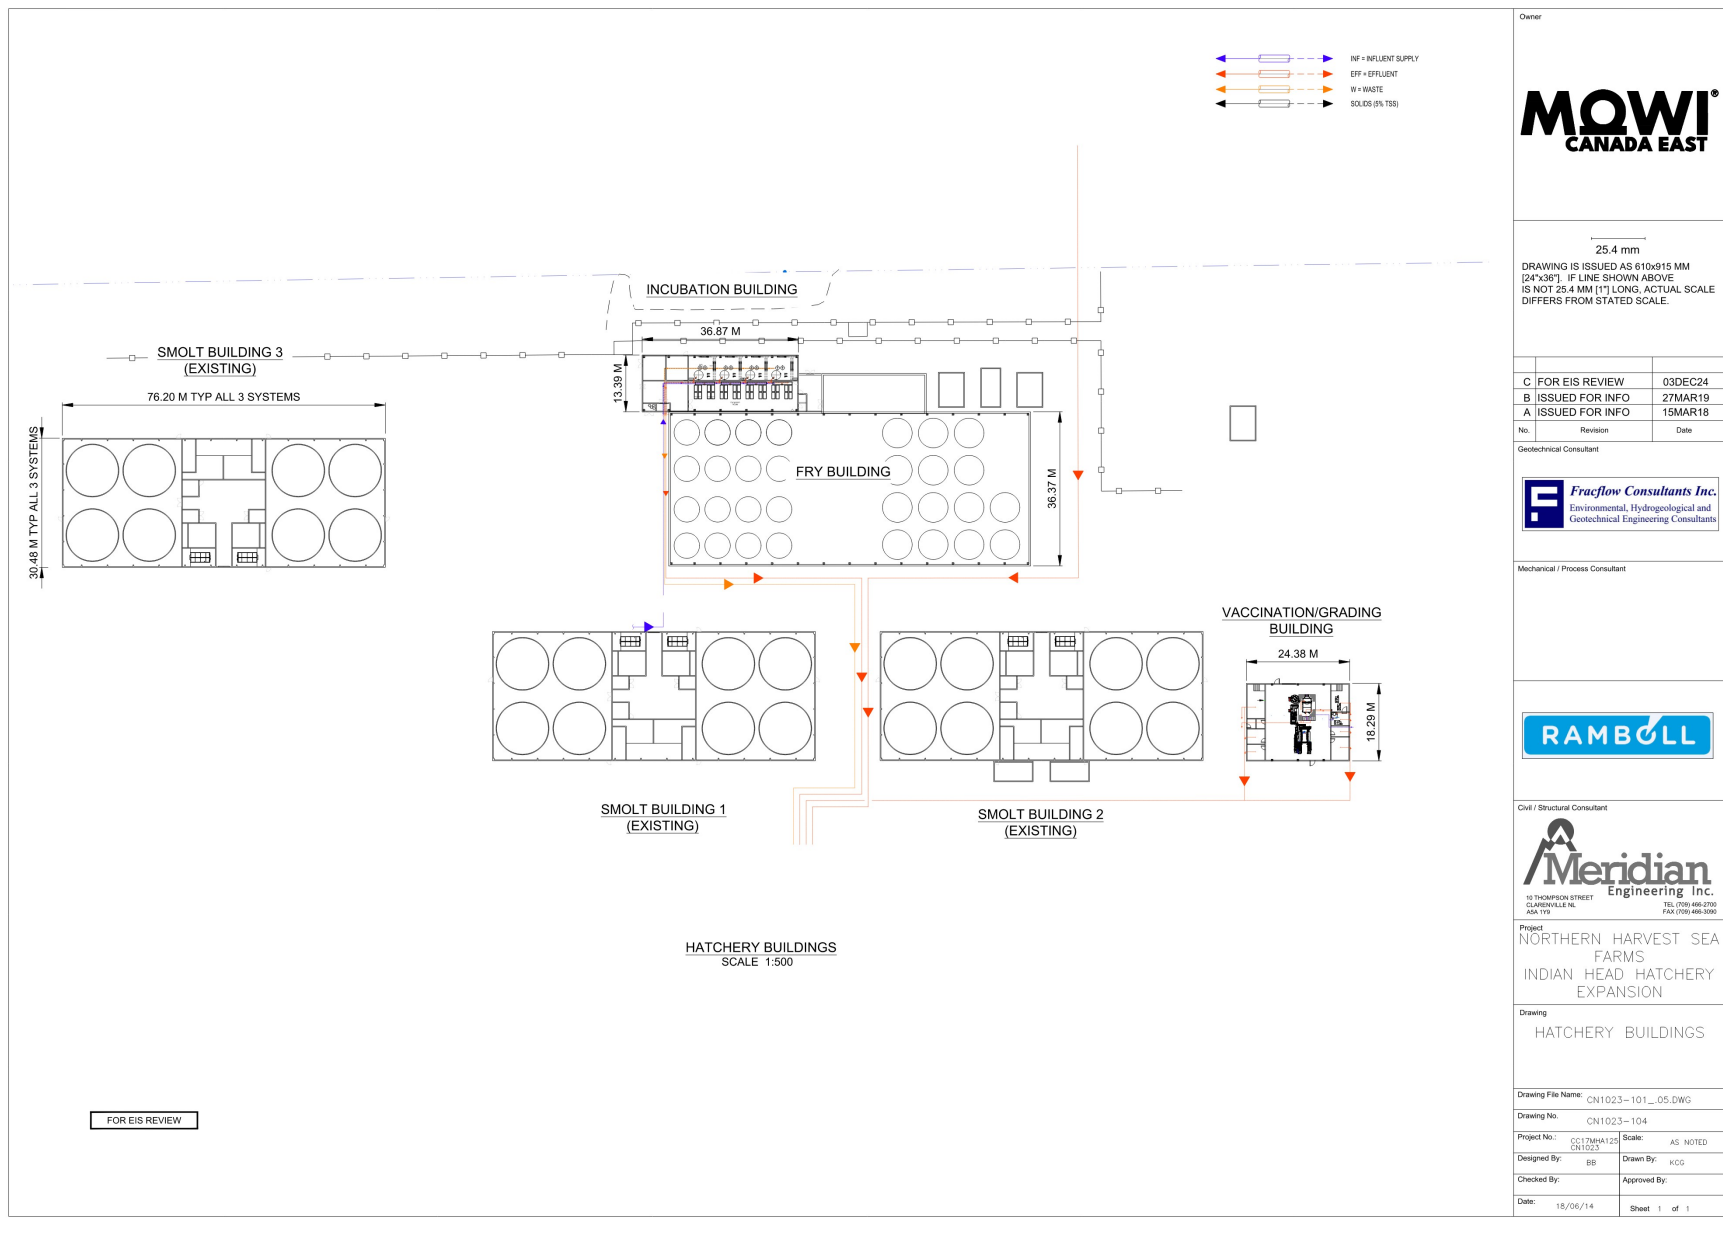 INF = INFLUENT SUPPLY
EFF = EFFLUENT
W = WASTE
SOLIDS (5% TSS)
INCUBATION BUILDING
36.87 M
13.39 M
SMOLT BUILDING 3
(EXISTING)
76.20 M TYP ALL 3 SYSTEMS
30.48 M TYP ALL 3 SYSTEMS
FRY BUILDING
36.37 M
VACCINATION/GRADING
BUILDING
24.38 M
18.29 M
SMOLT BUILDING 1
(EXISTING)
SMOLT BUILDING 2
(EXISTING)
HATCHERY BUILDINGS
SCALE 1:500
FOR EIS REVIEW
Owner
MOWI®
CANADA EAST
25.4 mm
DRAWING IS ISSUED AS 610x915 MM
[24"x36"]. IF LINE SHOWN ABOVE
IS NOT 25.4 MM [1"] LONG, ACTUAL SCALE
DIFFERS FROM STATED SCALE.
C FOR EIS REVIEW 03DEC24
B ISSUED FOR INFO 27MAR19
A ISSUED FOR INFO 15MAR18
No. Revision Date
Geotechnical Consultant
Fracflow Consultants Inc.
Environmental, Hydrogeological and
Geotechnical Engineering Consultants
Mechanical / Process Consultant
RAMBOLL
Civil / Structural Consultant
Meridian
Engineering Inc.
10 THOMPSON STREET
CLARENVILLE NL
A5A 1Y9
TEL (709) 466-2700
FAX (709) 466-3090
Project
NORTHERN HARVEST SEA
FARMS
INDIAN HEAD HATCHERY
EXPANSION
Drawing
HATCHERY BUILDINGS
Drawing File Name: CN1023-101_.05.DWG
Drawing No. CN1023-104
Project No.: CC17MHA125
CN1023
Scale: AS NOTED
Designed By: BB
Drawn By: KCG
Checked By:
Approved By:
Date: 18/06/14
Sheet 1 of 1